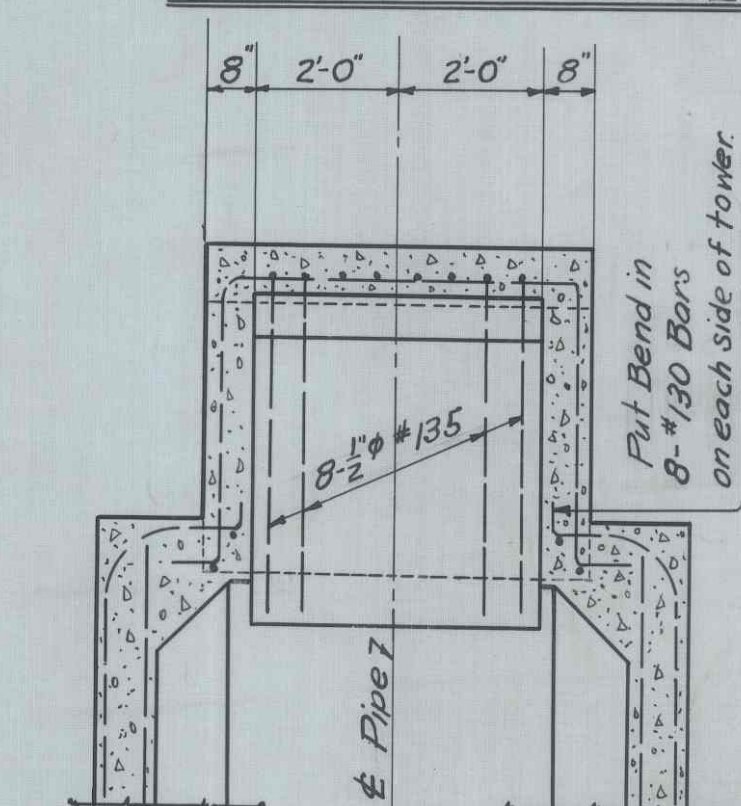 8" 2'-0" 2'-0" 8"
Put Bend in
8-#130 Bars
on each side of tower.
8-1/2"φ #135
℄ Pipe